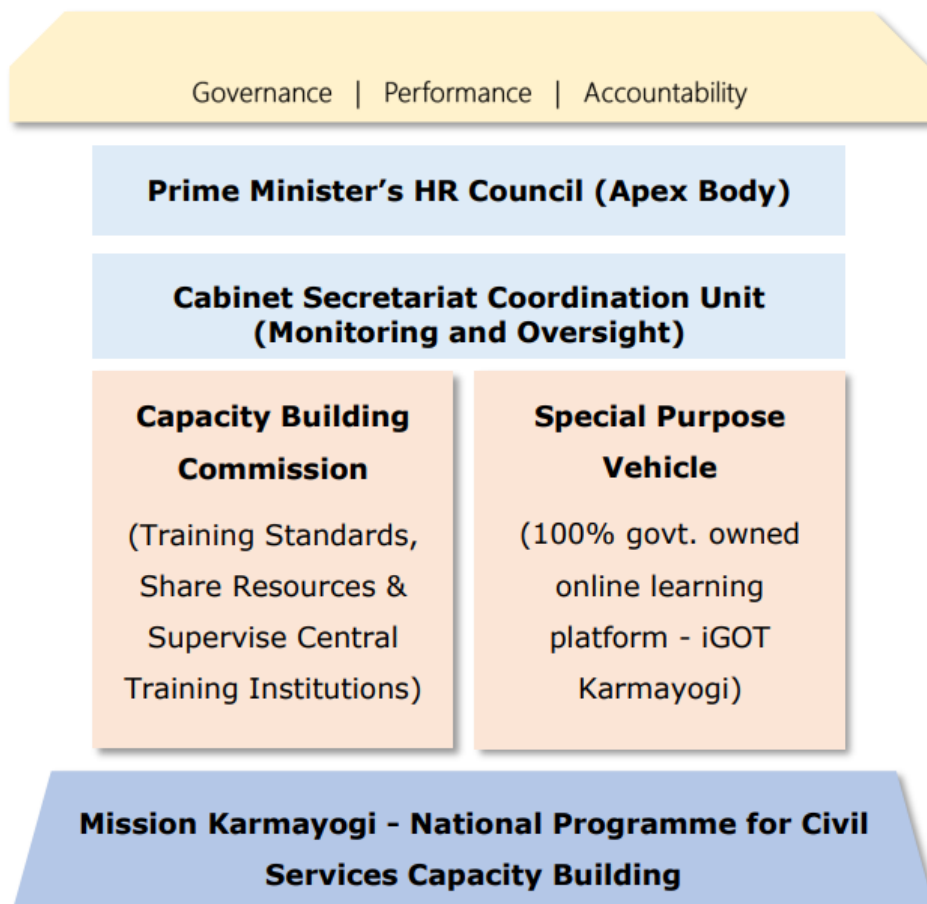 Governance | Performance | Accountability
Prime Minister’s HR Council (Apex Body)
Cabinet Secretariat Coordination Unit
(Monitoring and Oversight)
Capacity Building
Commission
(Training Standards,
Share Resources &
Supervise Central
Training Institutions)
Special Purpose
Vehicle
(100% govt. owned
online learning
platform - iGOT
Karmayogi)
Mission Karmayogi - National Programme for Civil
Services Capacity Building